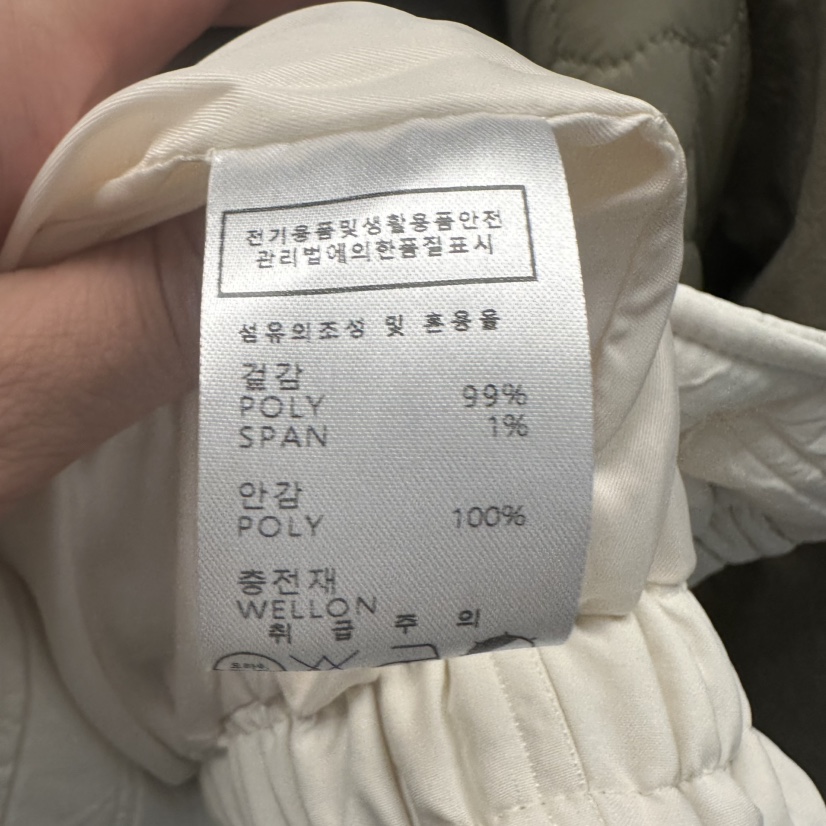 전기용품및생활용품안전
관리법에의한품질표시
섬유의조성 및 혼용율
겉감
POLY 99%
SPAN 1%
안감
POLY 100%
충전재
WELLON
취 급 주 의